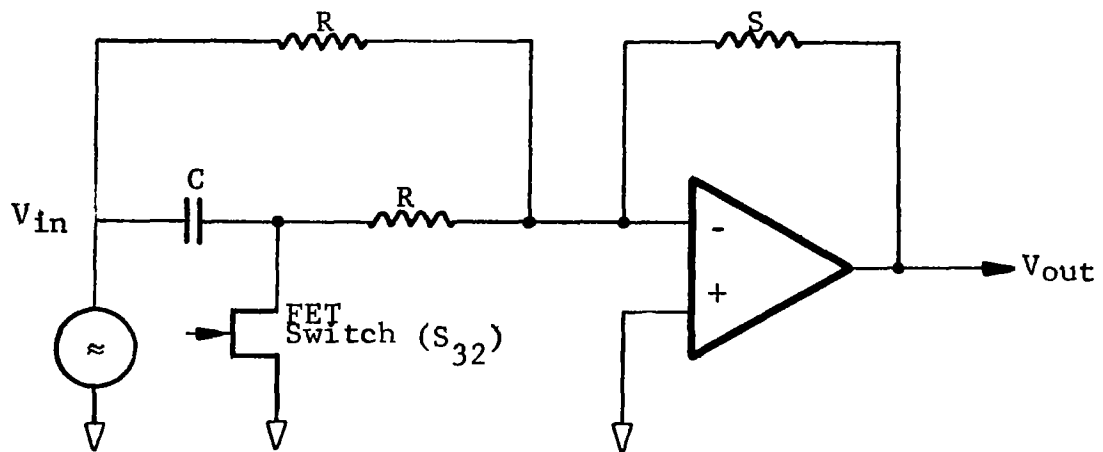 R
S
C
R
V_in
-
+
V_out
FET
Switch (S_32)
≈